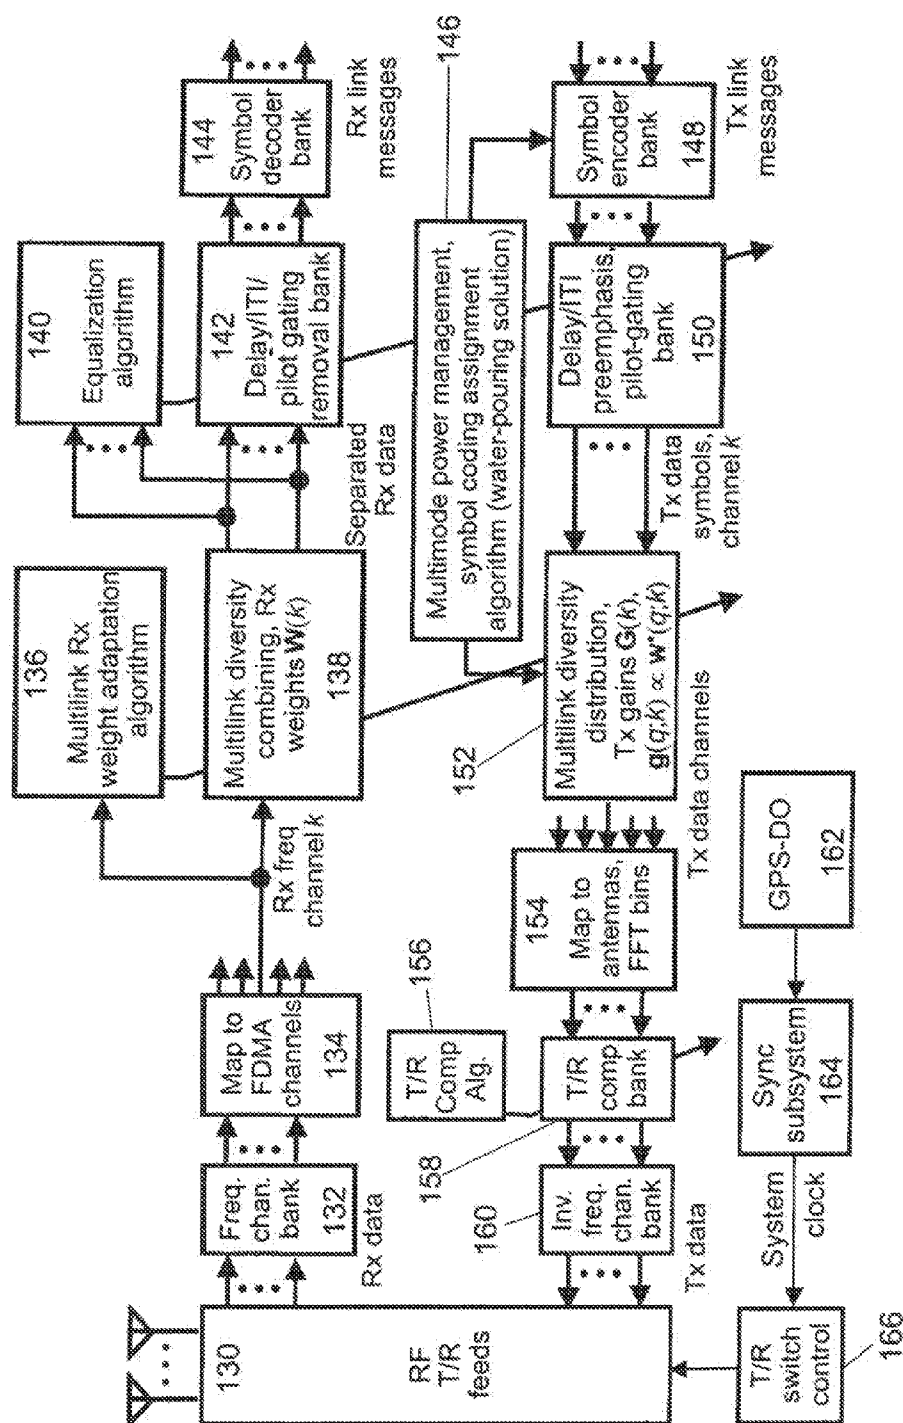 130
RF
T/R
feeds
Freq.
chan.
bank
132
Rx data
Map to
FDMA
channels
134
Rx freq
channel k
136
Multilink Rx
weight adaptation
algorithm
Multilink diversity
combining, Rx
weights W(k)
138
Separated
Rx data
140
Equalization
algorithm
142
Delay/ITI/
pilot gating
removal bank
144
Symbol
decoder
bank
Rx link
messages
146
Multimode power management,
symbol coding assignment
algorithm (water-pouring solution)
Symbol
encoder
bank
148
Tx link
messages
Delay/ITI
preemphasis,
pilot-gating
bank
150
Tx data
symbols,
channel k
152
Multilink diversity
distribution,
Tx gains G(k),
g(q;k) ∝ w*(q;k)
Tx data channels
154
Map to
antennas,
FFT bins
156
T/R
Comp
Alg.
T/R
comp
bank
158
160
Inv.
freq.
chan.
bank
Tx data
GPS-DO
162
Sync
subsystem
164
System
clock
T/R
switch
control
166